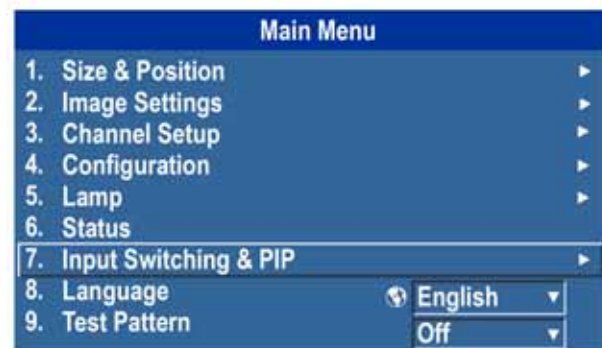 Main Menu
1. Size & Position
2. Image Settings
3. Channel Setup
4. Configuration
5. Lamp
6. Status
7. Input Switching & PIP
8. Language English
9. Test Pattern Off